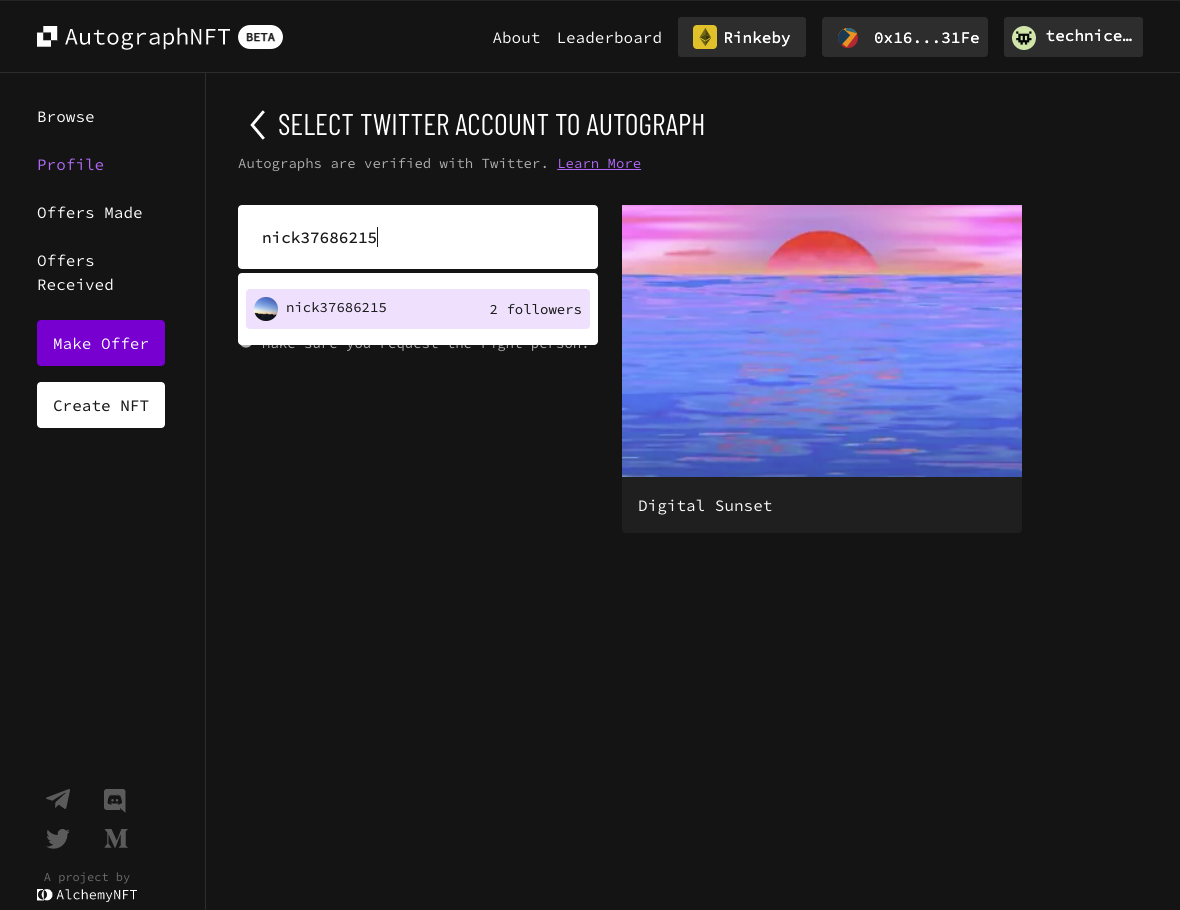 AutographNFT BETA
About Leaderboard Rinkeby 0x16...31Fe technice…
Browse
Profile
Offers Made
Offers
Received
Make Offer
Create NFT
SELECT TWITTER ACCOUNT TO AUTOGRAPH
Autographs are verified with Twitter. Learn More
nick37686215
nick37686215 2 followers
Make sure you request the right person.
Digital Sunset
M
A project by
AlchemyNFT